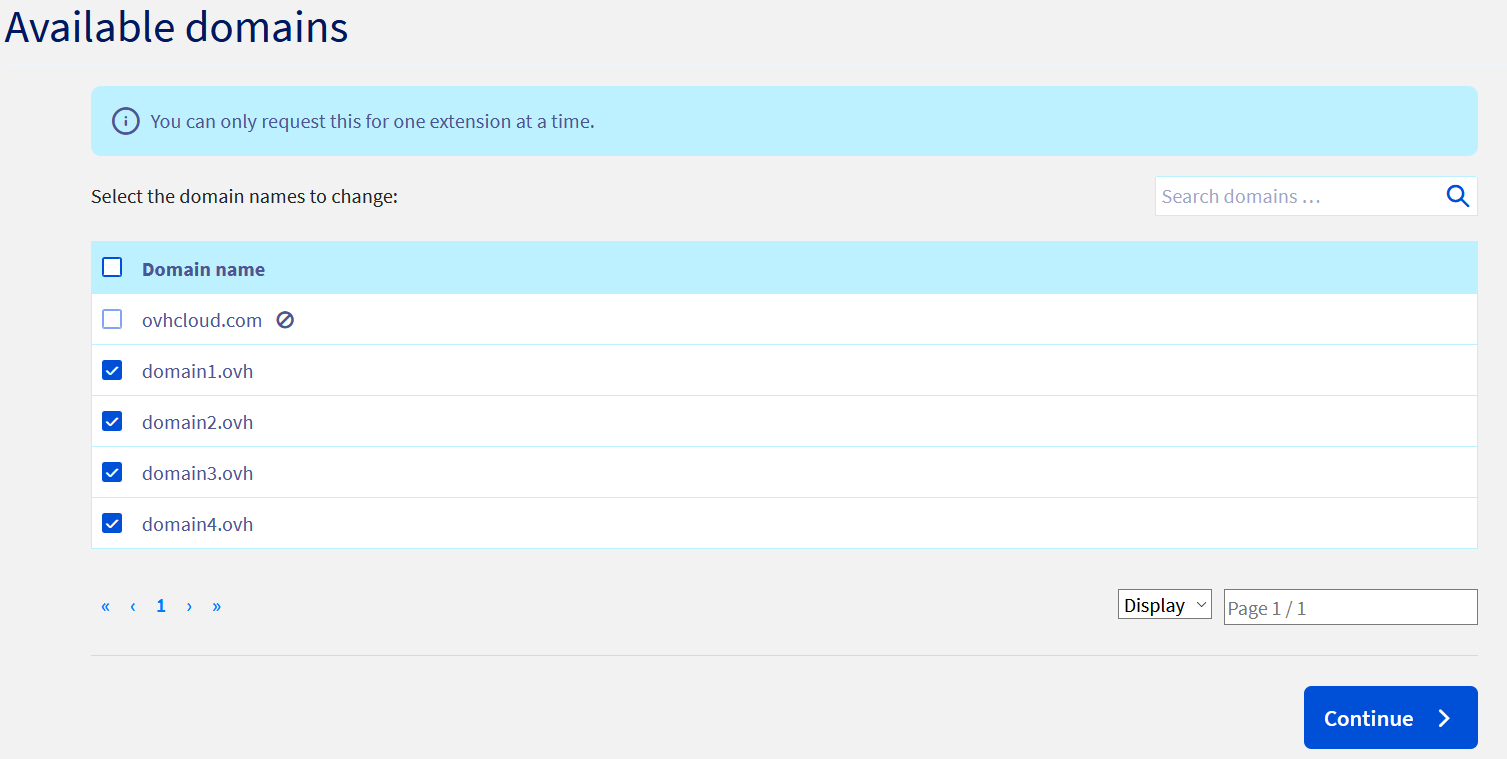 Available domains
You can only request this for one extension at a time.
Select the domain names to change:
Search domains …
Domain name
ovhcloud.com
domain1.ovh
domain2.ovh
domain3.ovh
domain4.ovh
« ‹ 1 › »
Display
Page 1 / 1
Continue